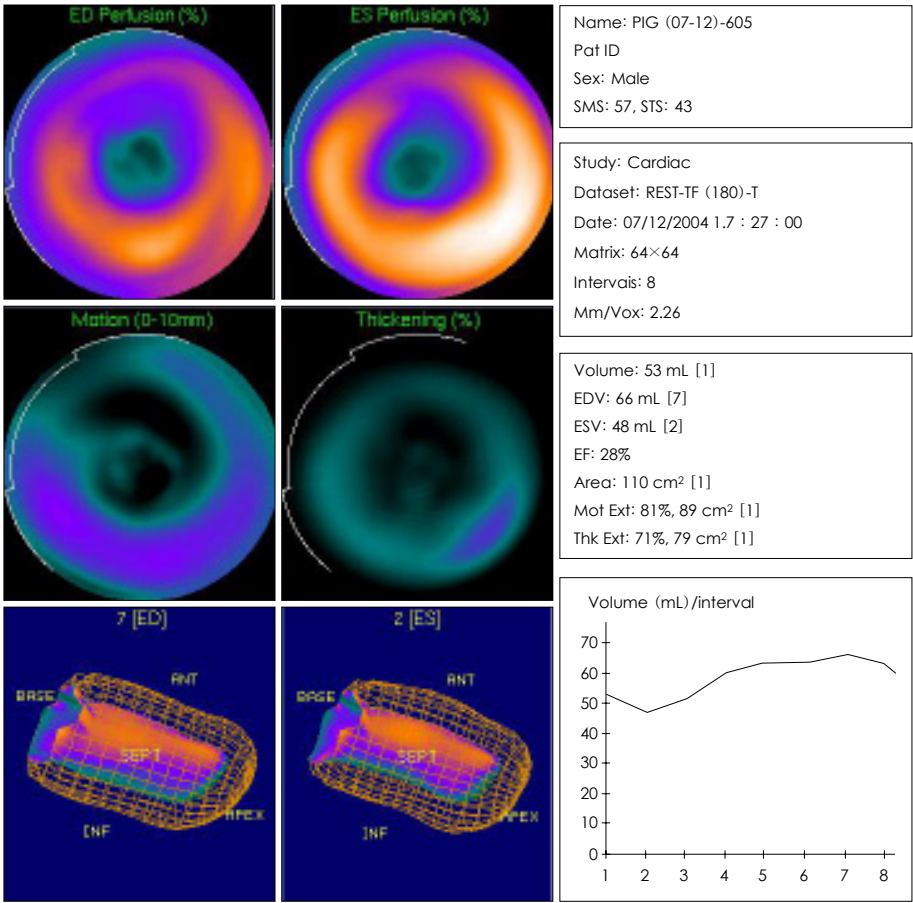 ED Perfusion (%)
ES Perfusion (%)
Motion (0-10mm)
Thickening (%)
7 [ED]
ANT
BASE
SEPT
APEX
INF
2 [ES]
ANT
BASE
SEPT
APEX
INF
Name: PIG (07-12)-605
Pat ID
Sex: Male
SMS: 57, STS: 43
Study: Cardiac
Dataset: REST-TF (180)-T
Date: 07/12/2004 1.7 : 27 : 00
Matrix: 64×64
Intervais: 8
Mm/Vox: 2.26
Volume: 53 mL [1]
EDV: 66 mL [7]
ESV: 48 mL [2]
EF: 28%
Area: 110 cm² [1]
Mot Ext: 81%, 89 cm² [1]
Thk Ext: 71%, 79 cm² [1]
Volume (mL)/interval
70
60
50
40
30
20
10
0
1 2 3 4 5 6 7 8